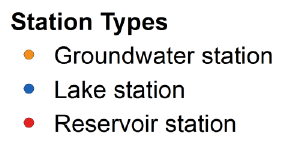 Station Types
Groundwater station
Lake station
Reservoir station